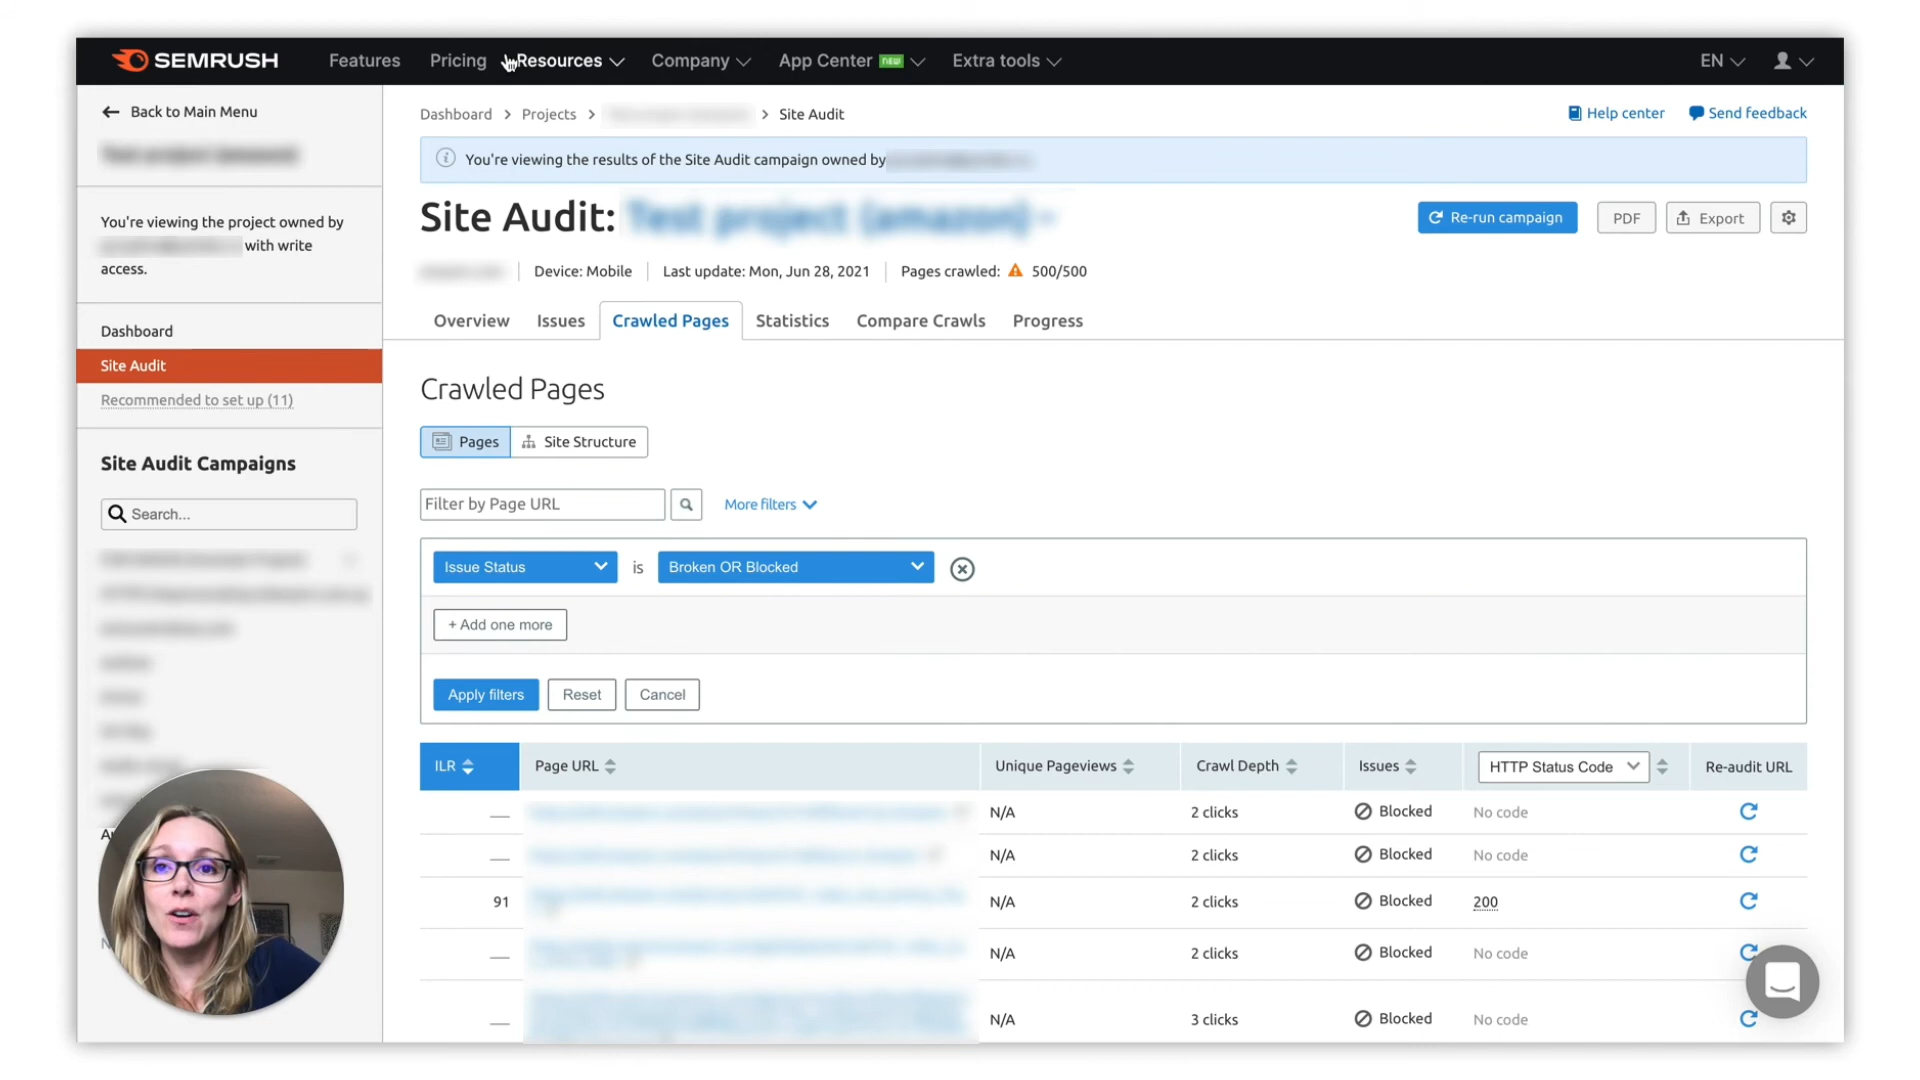 SEMRUSH
Features
Pricing
Resources
Company
App Center new
Extra tools
EN
Back to Main Menu
You're viewing the project owned by
with write
access.
Dashboard
Site Audit
Recommended to set up (11)
Site Audit Campaigns
Search...
Dashboard > Projects > > Site Audit
Help center
Send feedback
You're viewing the results of the Site Audit campaign owned by
Site Audit: Test project (amazon)
Re-run campaign
PDF
Export
Device: Mobile
Last update: Mon, Jun 28, 2021
Pages crawled: 500/500
Overview
Issues
Crawled Pages
Statistics
Compare Crawls
Progress
Crawled Pages
Pages
Site Structure
Filter by Page URL
More filters
Issue Status
is
Broken OR Blocked
+ Add one more
Apply filters
Reset
Cancel
ILR Page URL Unique Pageviews Crawl Depth Issues HTTP Status Code Re-audit URL
— N/A 2 clicks Blocked No code
— N/A 2 clicks Blocked No code
91 N/A 2 clicks Blocked 200
— N/A 2 clicks Blocked No code
— N/A 3 clicks Blocked No code